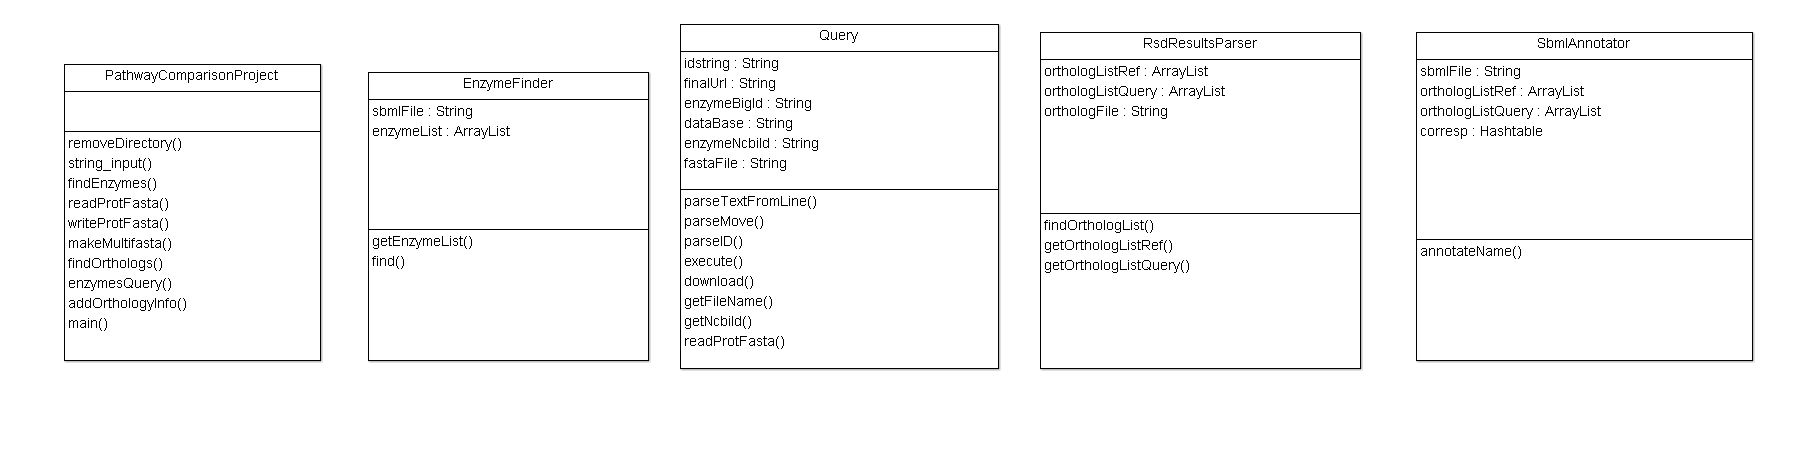 PathwayComparisonProject
removeDirectory()
string_input()
findEnzymes()
readProtFasta()
writeProtFasta()
makeMultifasta()
findOrthologs()
enzymesQuery()
addOrthologyInfo()
main()
EnzymeFinder
sbmlFile : String
enzymeList : ArrayList
getEnzymeList()
find()
Query
idstring : String
finalUrl : String
enzymeBigId : String
dataBase : String
enzymeNcbiId : String
fastaFile : String
parseTextFromLine()
parseMove()
parseID()
execute()
download()
getFileName()
getNcbiId()
readProtFasta()
RsdResultsParser
orthologListRef : ArrayList
orthologListQuery : ArrayList
orthologFile : String
findOrthologList()
getOrthologListRef()
getOrthologListQuery()
SbmlAnnotator
sbmlFile : String
orthologListRef : ArrayList
orthologListQuery : ArrayList
corresp : Hashtable
annotateName()